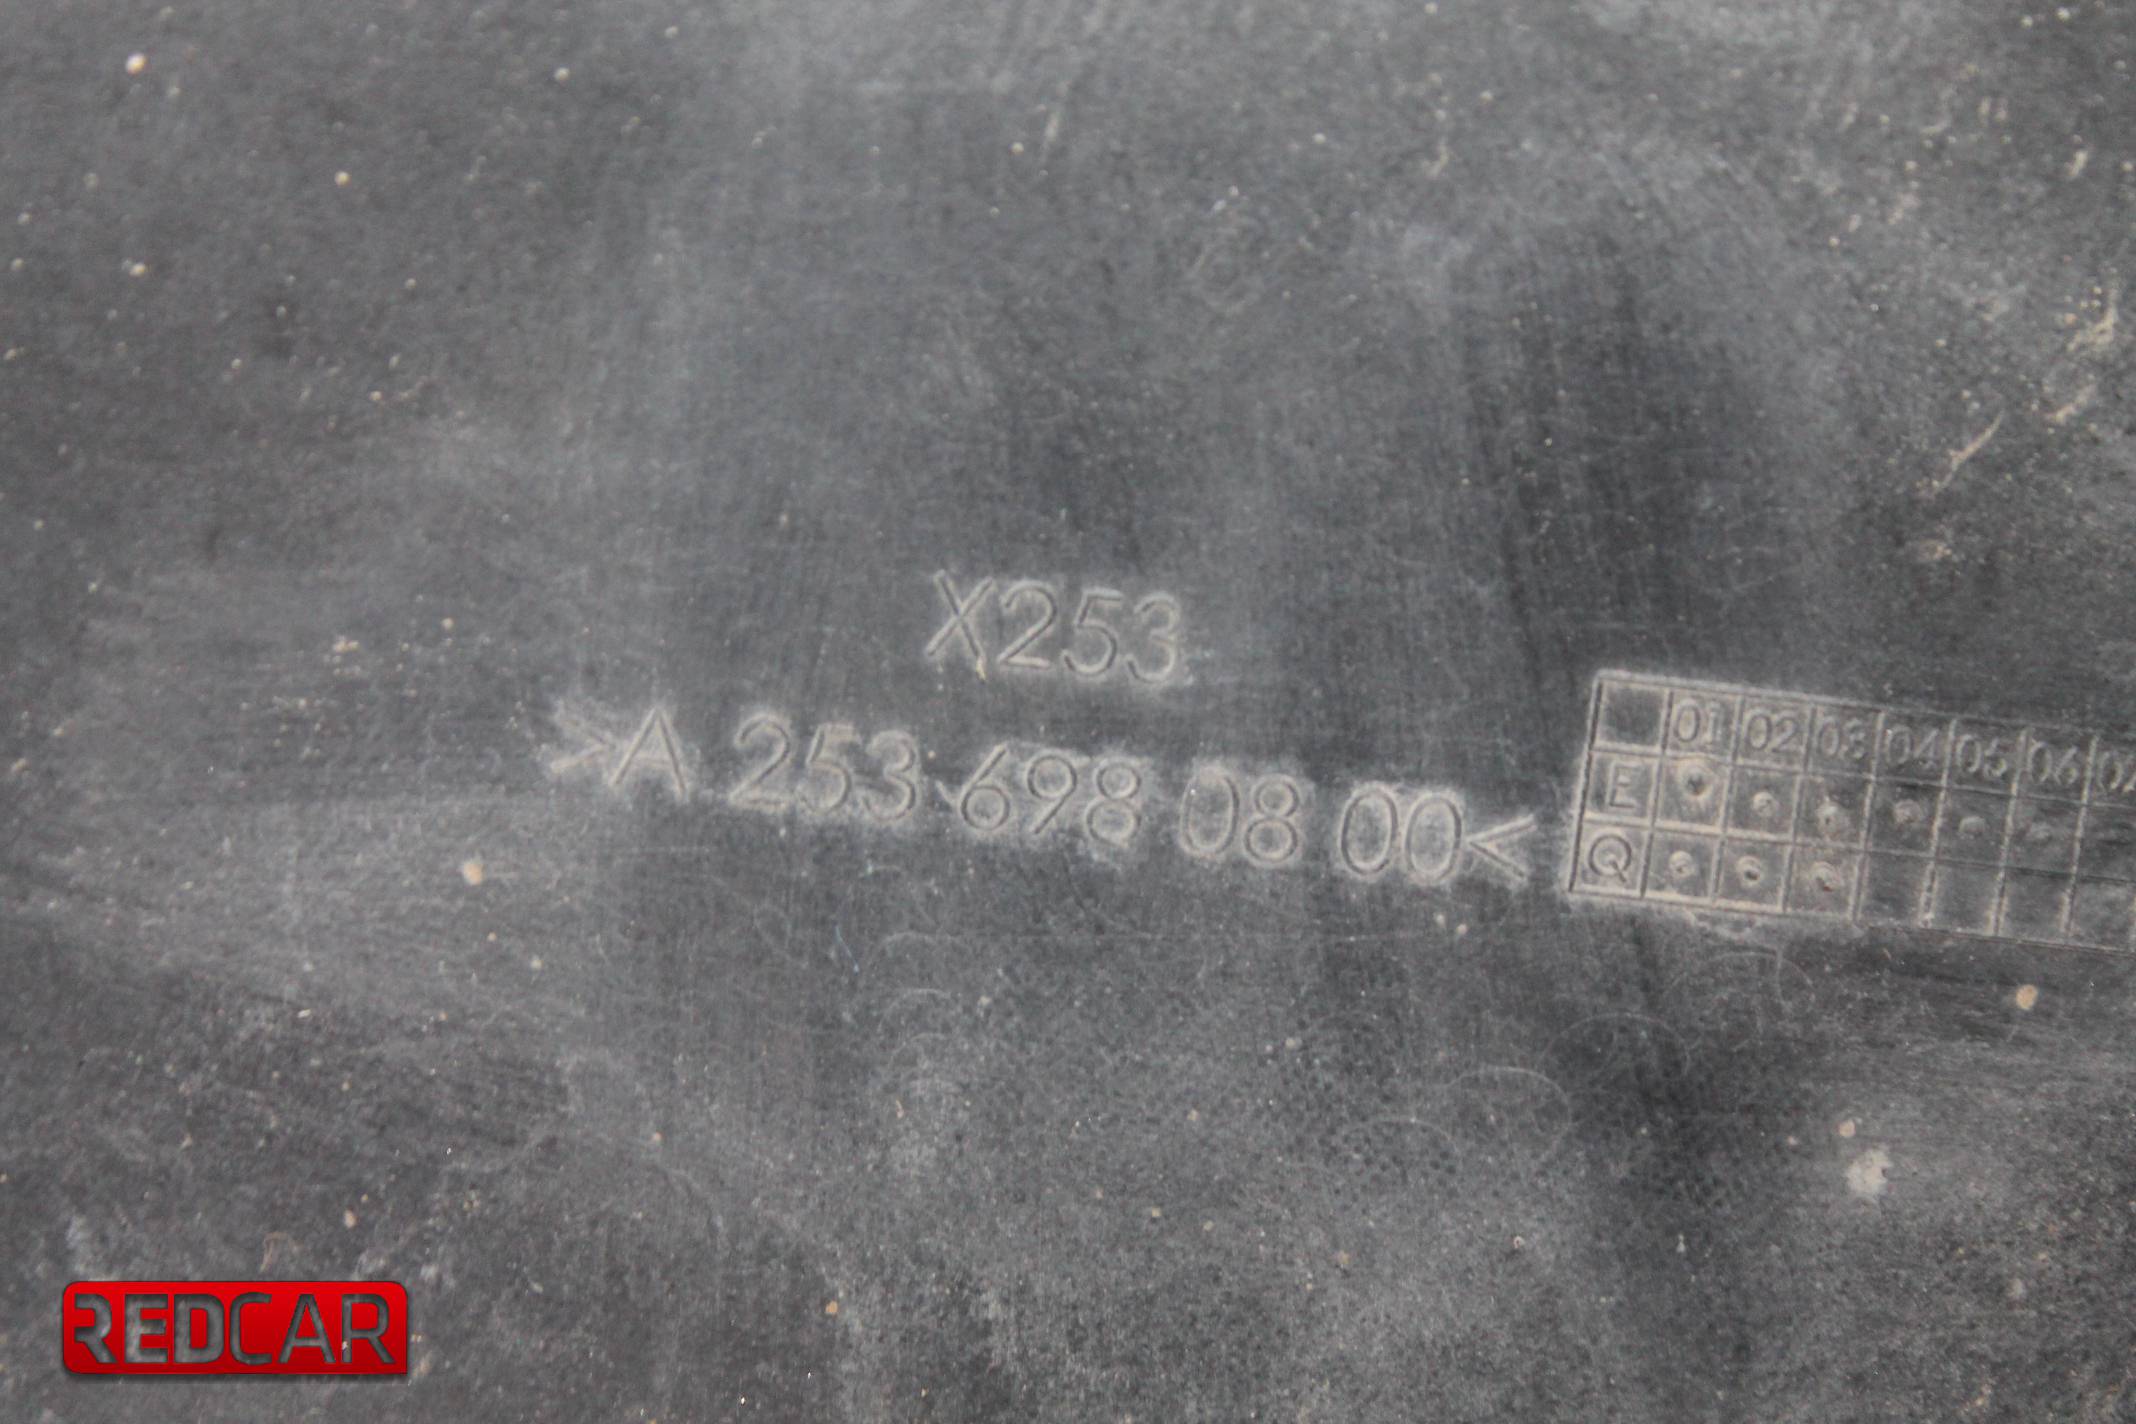 X253
>A 253 698 08 00<
01 02 03 04 05 06
E
Q
REDCAR